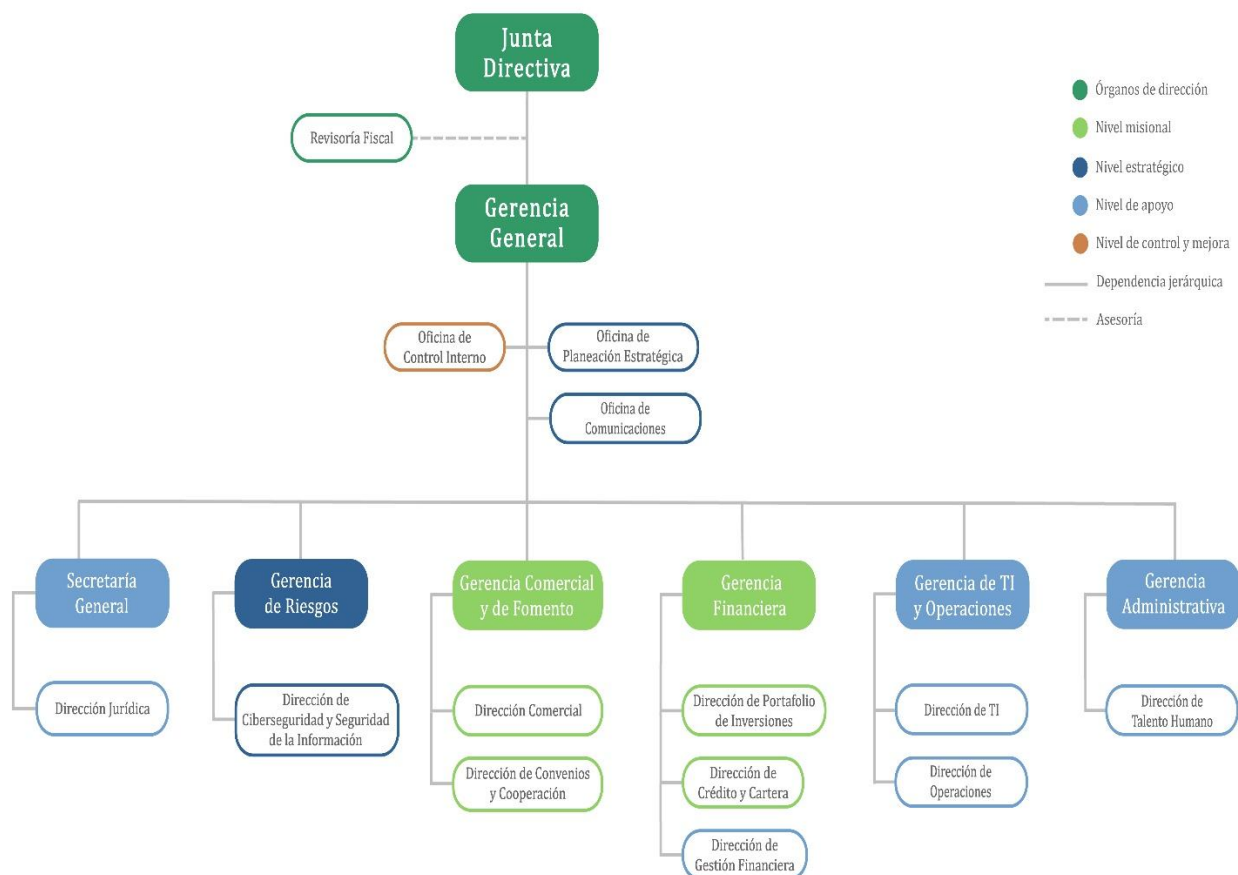 Junta
Directiva
Revisoría Fiscal
Gerencia
General
Órganos de dirección
Nivel misional
Nivel estratégico
Nivel de apoyo
Nivel de control y mejora
Dependencia jerárquica
Asesoría
Oficina de
Control Interno
Oficina de
Planeación Estratégica
Oficina de
Comunicaciones
Secretaría
General
Gerencia
de Riesgos
Gerencia Comercial
y de Fomento
Gerencia
Financiera
Gerencia de TI
y Operaciones
Gerencia
Administrativa
Dirección Jurídica
Dirección de
Ciberseguridad y Seguridad
de la Información
Dirección Comercial
Dirección de Convenios
y Cooperación
Dirección de Portafolio
de Inversiones
Dirección de
Crédito y Cartera
Dirección de
Gestión Financiera
Dirección de TI
Dirección de
Operaciones
Dirección de
Talento Humano